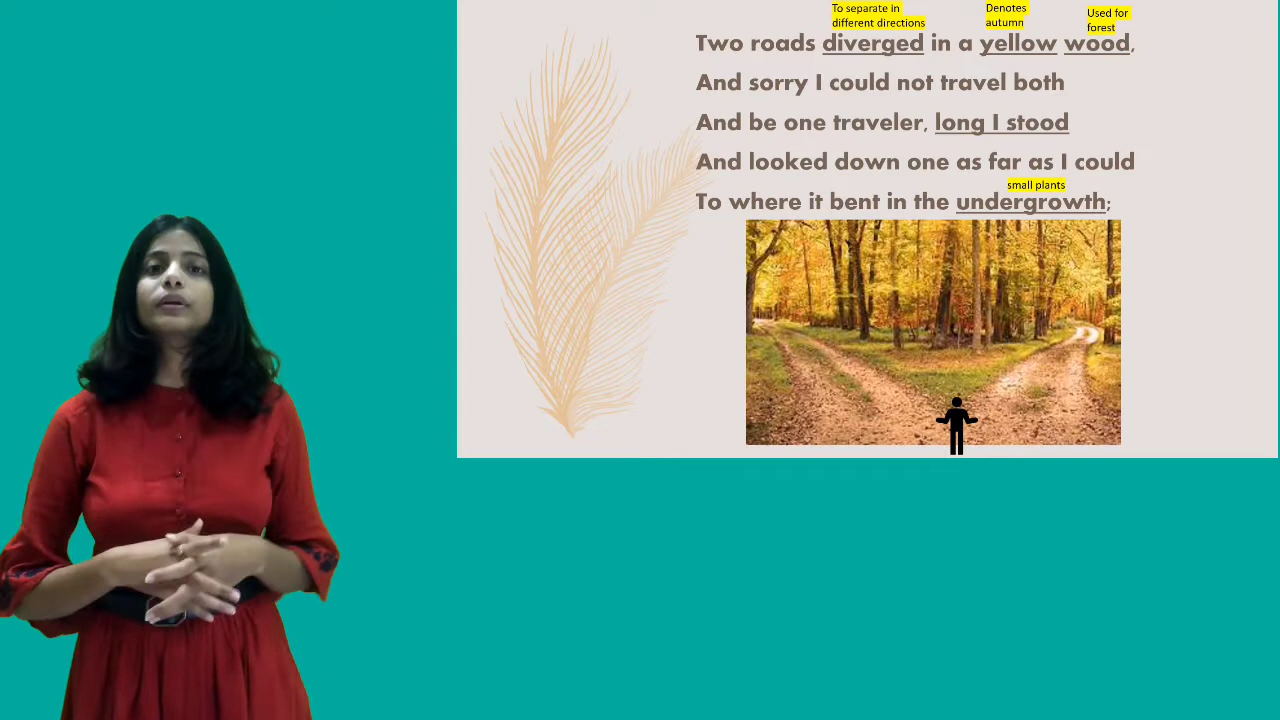 To separate in
different directions
Denotes
autumn
Used for
forest
Two roads diverged in a yellow wood,
And sorry I could not travel both
And be one traveler, long I stood
And looked down one as far as I could
small plants
To where it bent in the undergrowth;